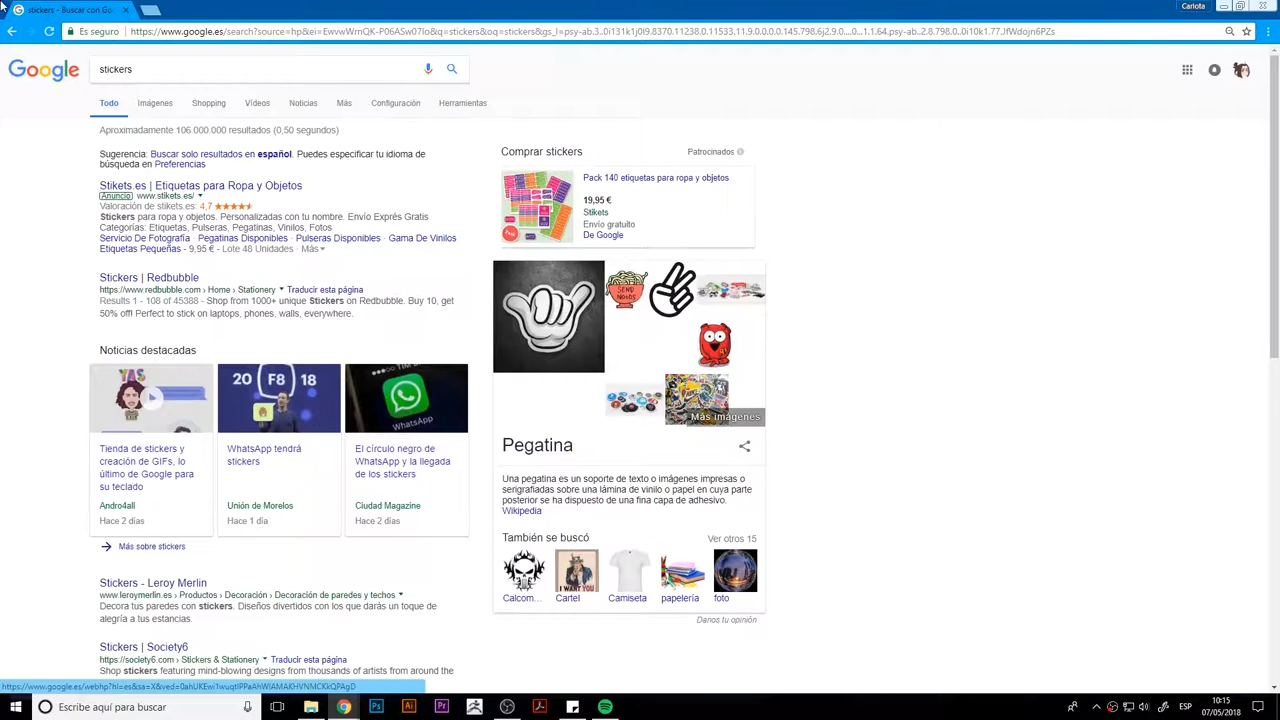 stickers - Buscar con Go
Carlota
Es seguro
stickers
Todo
Imágenes
Shopping
Vídeos
Noticias
Más
Configuración
Herramientas
Aproximadamente 106.000.000 resultados (0,50 segundos)
Sugerencia: Buscar solo resultados en español. Puedes especificar tu idioma de
búsqueda en Preferencias
Stikets.es | Etiquetas para Ropa y Objetos
Anuncio www.stikets.es/
Valoración de stikets.es: 4,7
Stickers para ropa y objetos. Personalizadas con tu nombre. Envío Exprés Gratis
Categorías: Etiquetas, Pulseras, Pegatinas, Vinilos, Fotos
Servicio De Fotografía · Pegatinas Disponibles · Pulseras Disponibles · Gama De Vinilos
Etiquetas Pequeñas - 9,95 € - Lote 48 Unidades · Más
Stickers | Redbubble
https://www.redbubble.com › Home › Stationery Traducir esta página
Results 1 - 108 of 45388 - Shop from 1000+ unique Stickers on Redbubble. Buy 10, get
50% off! Perfect to stick on laptops, phones, walls, everywhere.
Noticias destacadas
YAS
20 F8 18
WhatsApp
Tienda de stickers y
creación de GIFs, lo
último de Google para
su teclado
Andro4all
Hace 2 días
WhatsApp tendrá
stickers
Unión de Morelos
Hace 1 día
El círculo negro de
WhatsApp y la llegada
de los stickers
Ciudad Magazine
Hace 2 días
Más sobre stickers
Stickers - Leroy Merlin
www.leroymerlin.es › Productos › Decoración › Decoración de paredes y techos
Decora tus paredes con stickers. Diseños divertidos con los que darás un toque de
alegría a tus estancias.
Stickers | Society6
https://society6.com › Stickers & Stationery Traducir esta página
Shop stickers featuring mind-blowing designs from thousands of artists from around the
Comprar stickers
Patrocinados
Pack 140 etiquetas para ropa y objetos
19,95 €
Stikets
Envío gratuito
De Google
SEND
NOODS
Más imágenes
Pegatina
Una pegatina es un soporte de texto o imágenes impresas o
serigrafiadas sobre una lámina de vinilo o papel en cuya parte
posterior se ha dispuesto de una fina capa de adhesivo.
Wikipedia
También se buscó
Ver otros 15
I WANT YOU
Calcom...
Cartel
Camiseta
papelería
foto
Danos tu opinión
Escribe aquí para buscar
Ps
Ai
Pr
ESP
10:15
07/05/2018